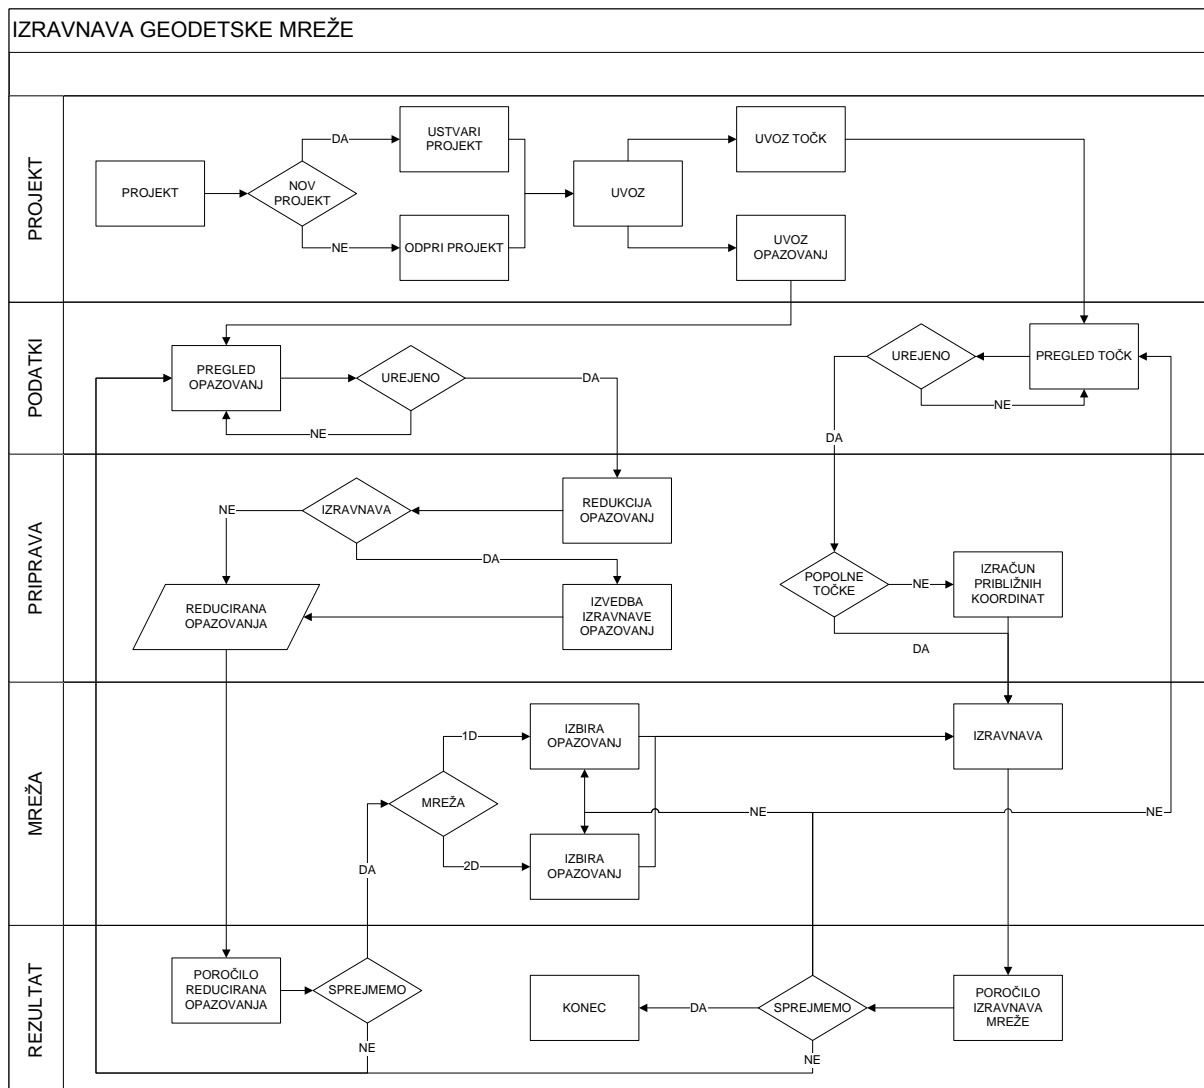 IZRAVNAVA GEODETSKE MREŽE
PROJEKT
PROJEKT
NOV
PROJEKT
DA
NE
USTVARI
PROJEKT
ODPRI PROJEKT
UVOZ
UVOZ TOČK
UVOZ
OPAZOVANJ
PODATKI
PREGLED
OPAZOVANJ
UREJENO
DA
NE
UREJENO
PREGLED TOČK
NE
DA
PRIPRAVA
NE
IZRAVNAVA
DA
REDUKCIJA
OPAZOVANJ
REDUCIRANA
OPAZOVANJA
IZVEDBA
IZRAVNAVE
OPAZOVANJ
POPOLNE
TOČKE
NE
IZRAČUN
PRIBLIŽNIH
KOORDINAT
DA
MREŽA
DA
MREŽA
1D
2D
IZBIRA
OPAZOVANJ
IZBIRA
OPAZOVANJ
IZRAVNAVA
NE
NE
REZULTAT
POROČILO
REDUCIRANA
OPAZOVANJA
SPREJMEMO
NE
KONEC
DA
SPREJMEMO
NE
POROČILO
IZRAVNAVA
MREŽE